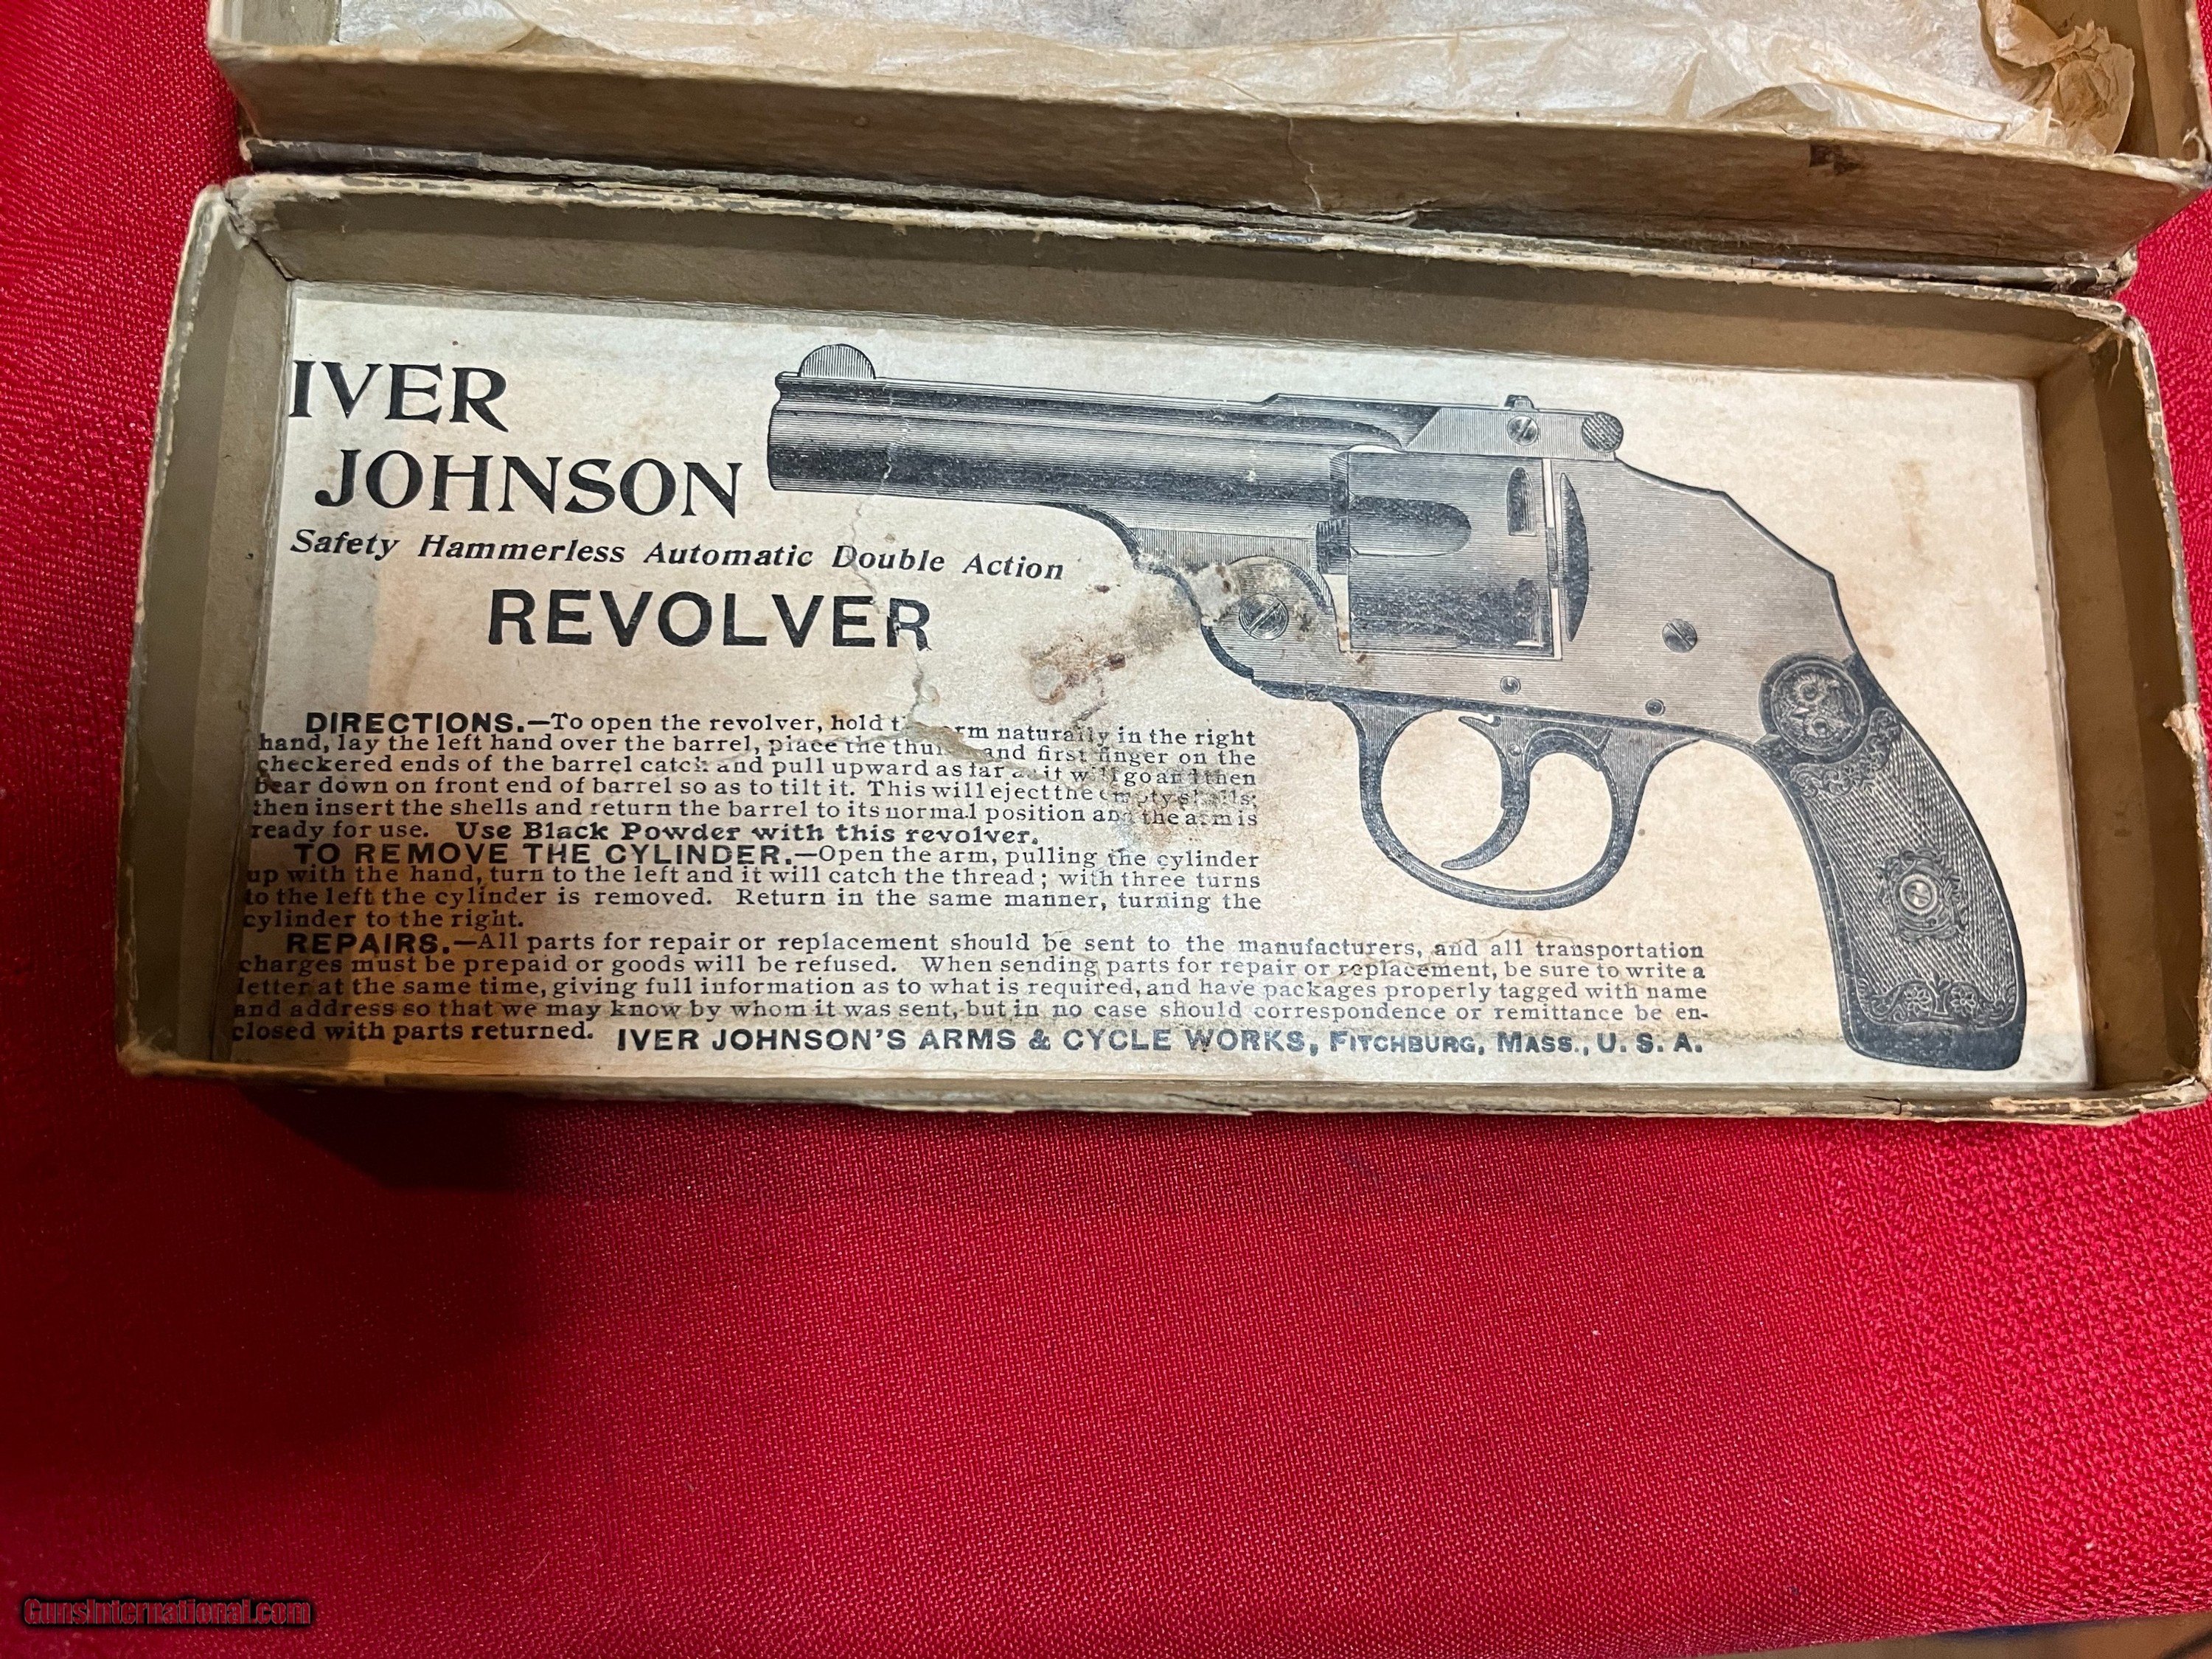 IVER
JOHNSON
Safety Hammerless Automatic Double Action
REVOLVER
DIRECTIONS.—To open the revolver, hold naturally in the right
hand, lay the left hand over the barrel, place the and first finger on the
checkered ends of the barrel catch and pull upward as far as it will go and then
bear down on front end of barrel so as to tilt it. This will eject the empty shells;
then insert the shells and return the barrel to its normal position and the arm is
ready for use. Use Black Powder with this revolver.
TO REMOVE THE CYLINDER.—Open the arm, pulling the cylinder
up with the hand, turn to the left and it will catch the thread; with three turns
to the left the cylinder is removed. Return in the same manner, turning the
cylinder to the right.
REPAIRS.—All parts for repair or replacement should be sent to the manufacturers, and all transportation
charges must be prepaid or goods will be refused. When sending parts for repair or replacement, be sure to write a
letter at the same time, giving full information as to what is required, and have packages properly tagged with name
and address so that we may know by whom it was sent, but in no case should correspondence or remittance be en-
closed with parts returned. IVER JOHNSON'S ARMS & CYCLE WORKS, FITCHBURG, MASS., U. S. A.
GunsInternational.com